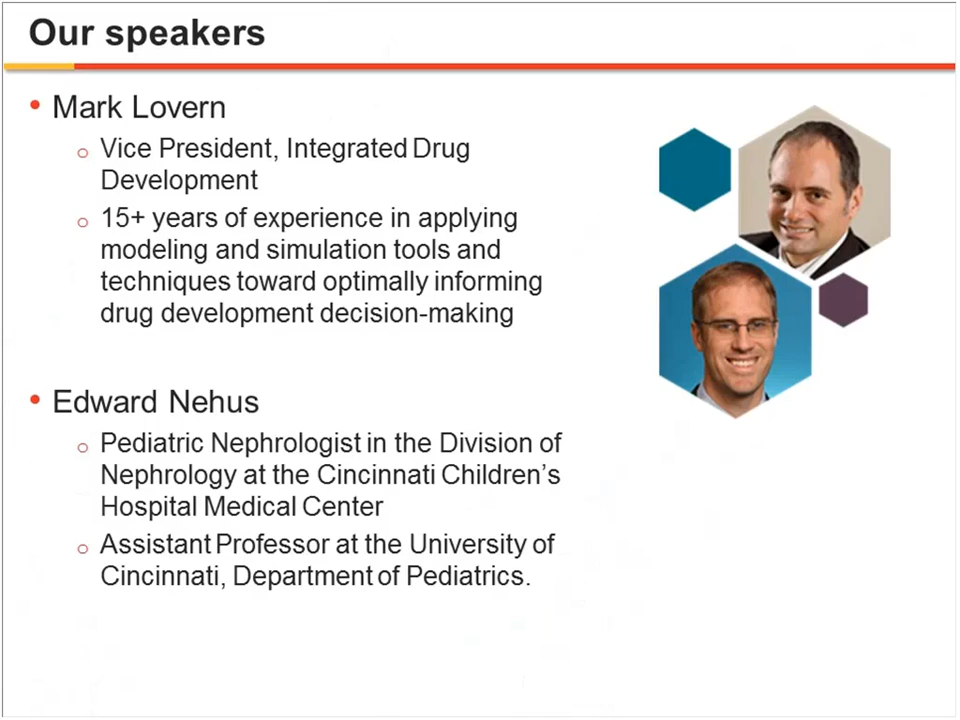 Our speakers
• Mark Lovern
o Vice President, Integrated Drug
Development
o 15+ years of experience in applying
modeling and simulation tools and
techniques toward optimally informing
drug development decision-making
• Edward Nehus
o Pediatric Nephrologist in the Division of
Nephrology at the Cincinnati Children's
Hospital Medical Center
o Assistant Professor at the University of
Cincinnati, Department of Pediatrics.